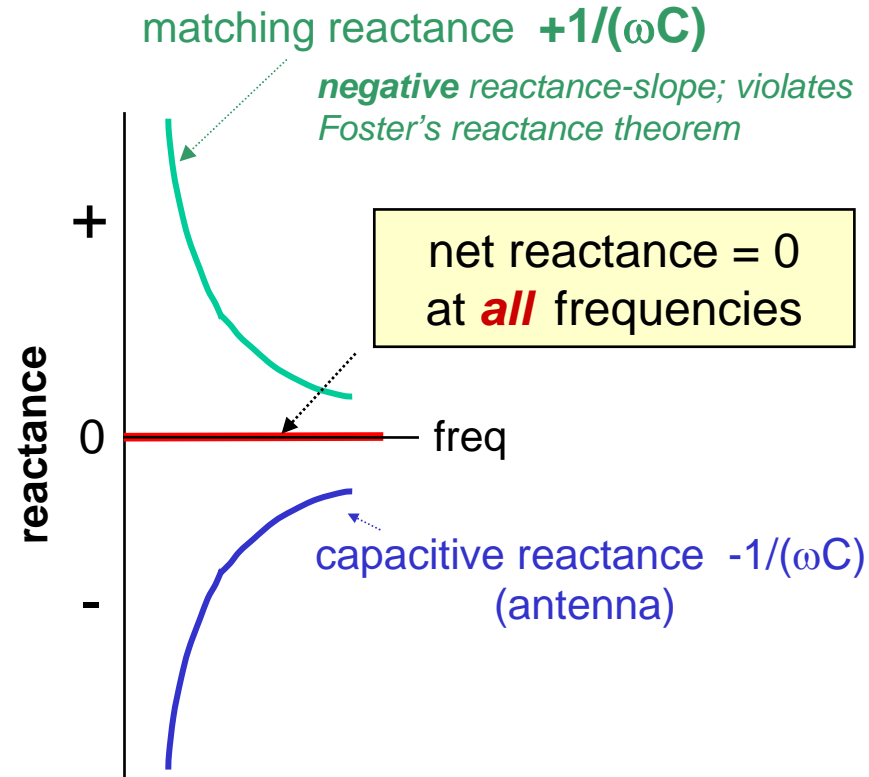 matching reactance +1/(ωC)
negative reactance-slope; violates
Foster's reactance theorem
+
net reactance = 0
at all frequencies
reactance
0
freq
capacitive reactance -1/(ωC)
(antenna)
-